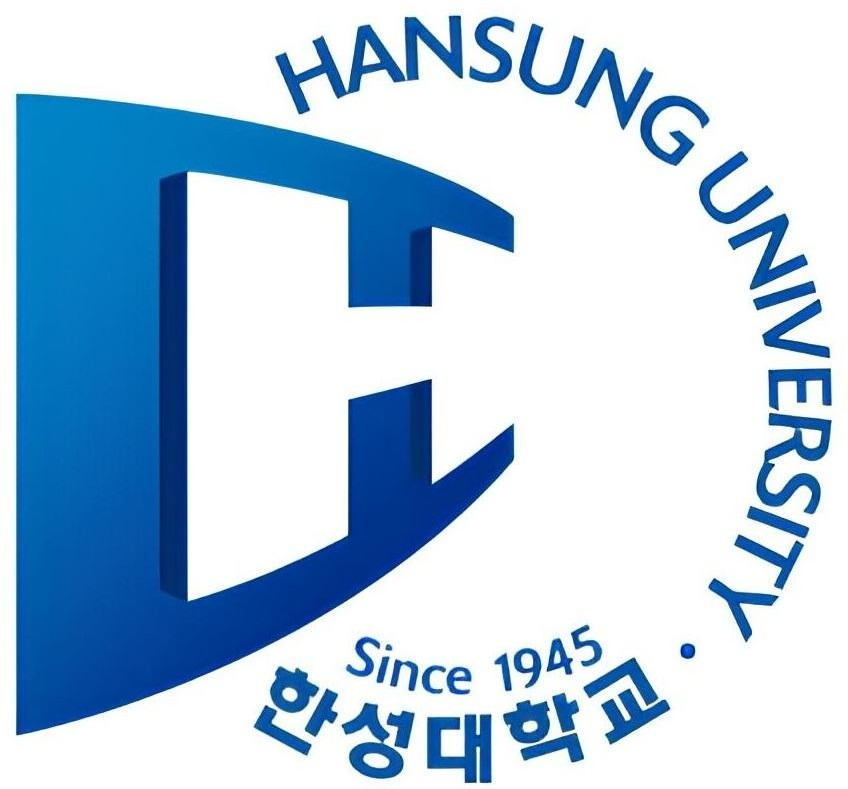 HANSUNG UNIVERSITY ·
Since 1945
한성대학교